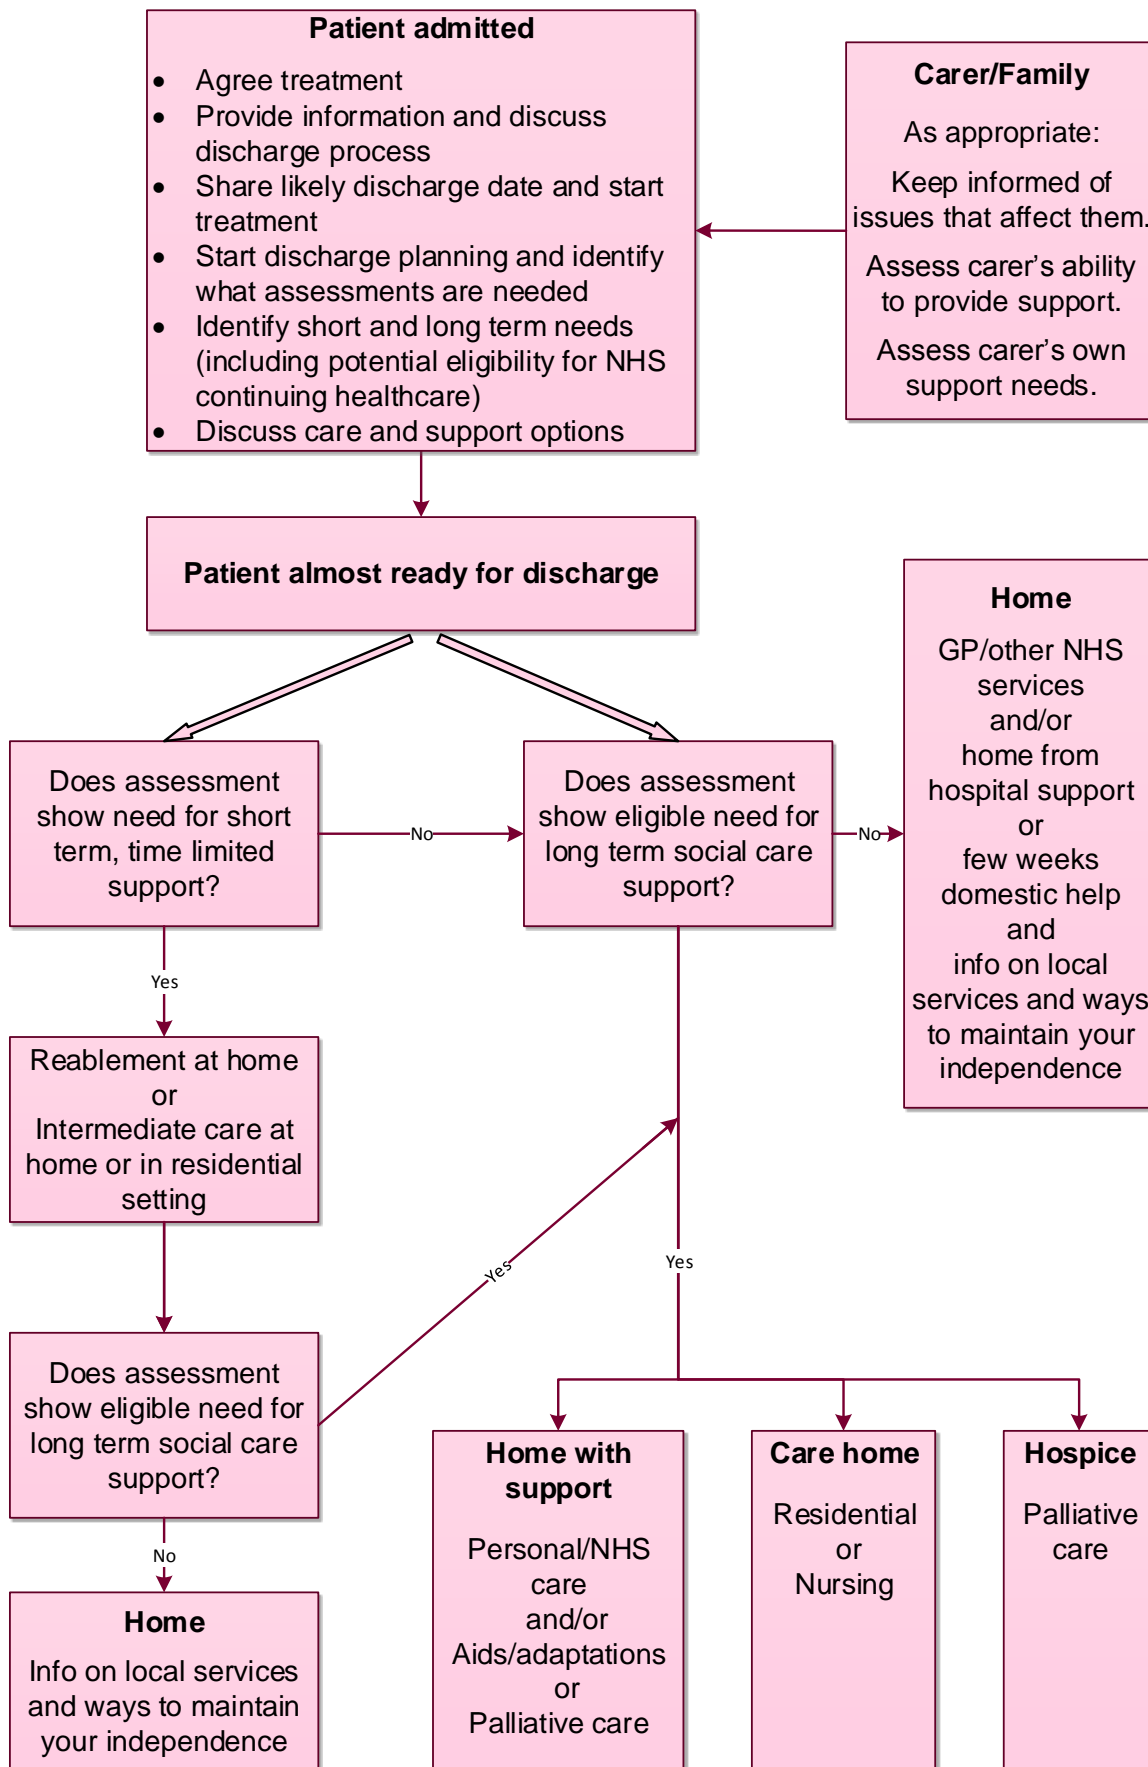 Patient admitted
• Agree treatment
• Provide information and discuss
discharge process
• Share likely discharge date and start
treatment
• Start discharge planning and identify
what assessments are needed
• Identify short and long term needs
(including potential eligibility for NHS
continuing healthcare)
• Discuss care and support options
Carer/Family
As appropriate:
Keep informed of
issues that affect them.
Assess carer’s ability
to provide support.
Assess carer’s own
support needs.
Patient almost ready for discharge
Home
GP/other NHS
services
and/or
home from
hospital support
or
few weeks
domestic help
and
info on local
services and ways
to maintain your
independence
Does assessment
show need for short
term, time limited
support?
No
Does assessment
show eligible need for
long term social care
support?
No
Yes
Reablement at home
or
Intermediate care at
home or in residential
setting
Yes
Yes
Does assessment
show eligible need for
long term social care
support?
No
Home
Info on local services
and ways to maintain
your independence
Home with
support
Personal/NHS
care
and/or
Aids/adaptations
or
Palliative care
Care home
Residential
or
Nursing
Hospice
Palliative
care